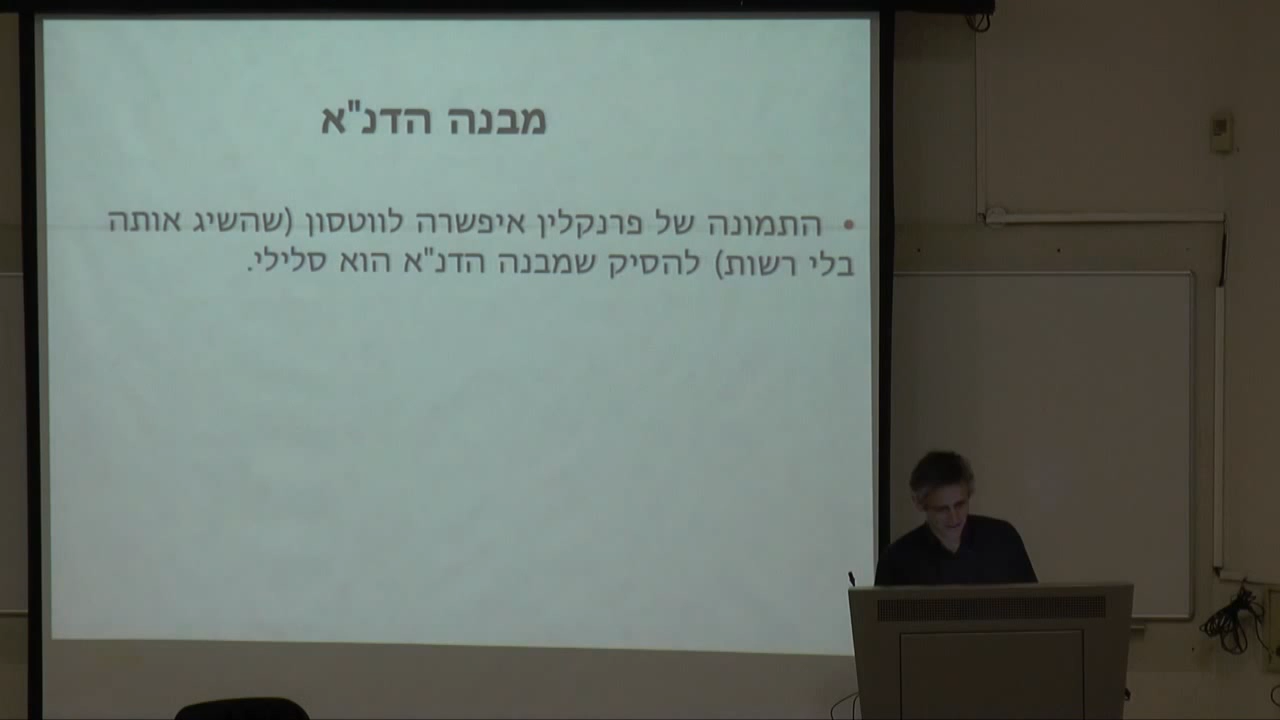 מבנה הדנ"א
• התמונה של פרנקלין איפשרה לווטסון (שהשיג אותה
בלי רשות) להסיק שמבנה הדנ"א הוא סלילי.